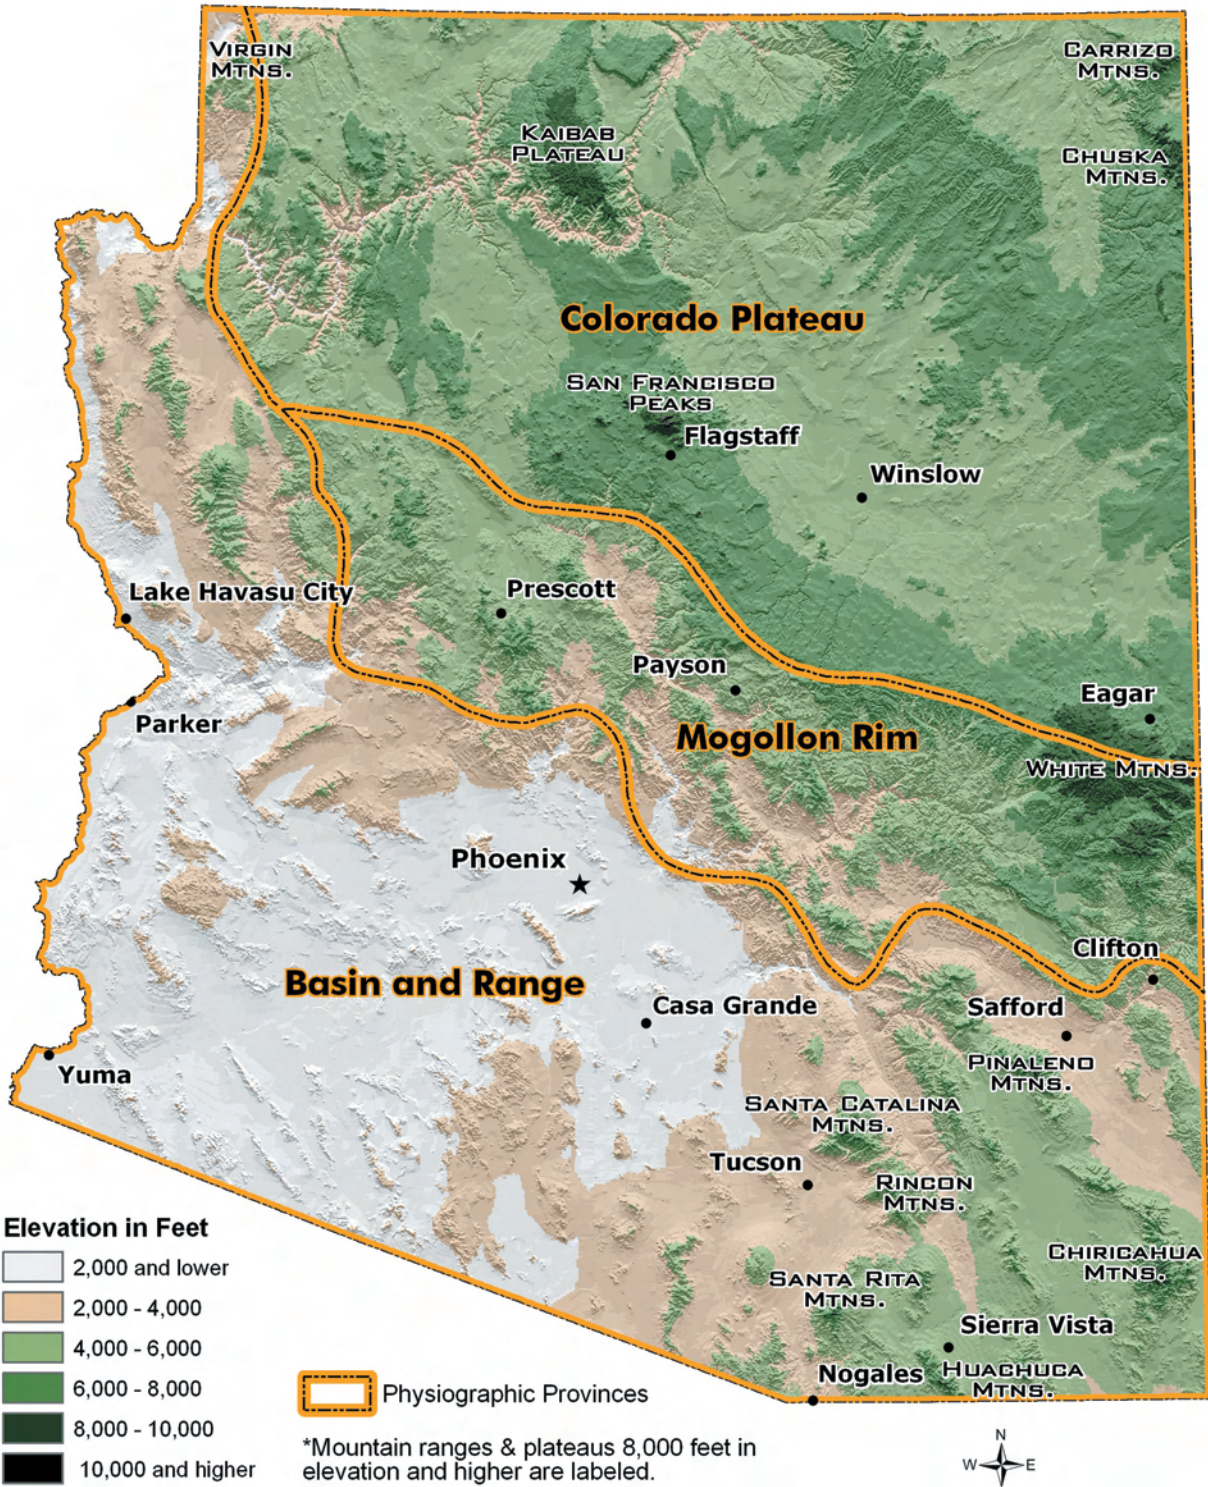 VIRGIN
MTNS.
CARRIZO
MTNS.
KAIBAB
PLATEAU
CHUSKA
MTNS.
Colorado Plateau
SAN FRANCISCO
PEAKS
Flagstaff
Winslow
Lake Havasu City
Prescott
Payson
Parker
Eagar
Mogollon Rim
WHITE MTNS.
Phoenix
Clifton
Basin and Range
Casa Grande
Safford
PINALENO
MTNS.
Yuma
SANTA CATALINA
MTNS.
Tucson
RINCON
MTNS.
CHIRICAHUA
MTNS.
SANTA RITA
MTNS.
Sierra Vista
Nogales
HUACHUCA
MTNS.
Elevation in Feet
2,000 and lower
2,000 - 4,000
4,000 - 6,000
6,000 - 8,000
8,000 - 10,000
10,000 and higher
Physiographic Provinces
*Mountain ranges & plateaus 8,000 feet in
elevation and higher are labeled.
N
W E
S